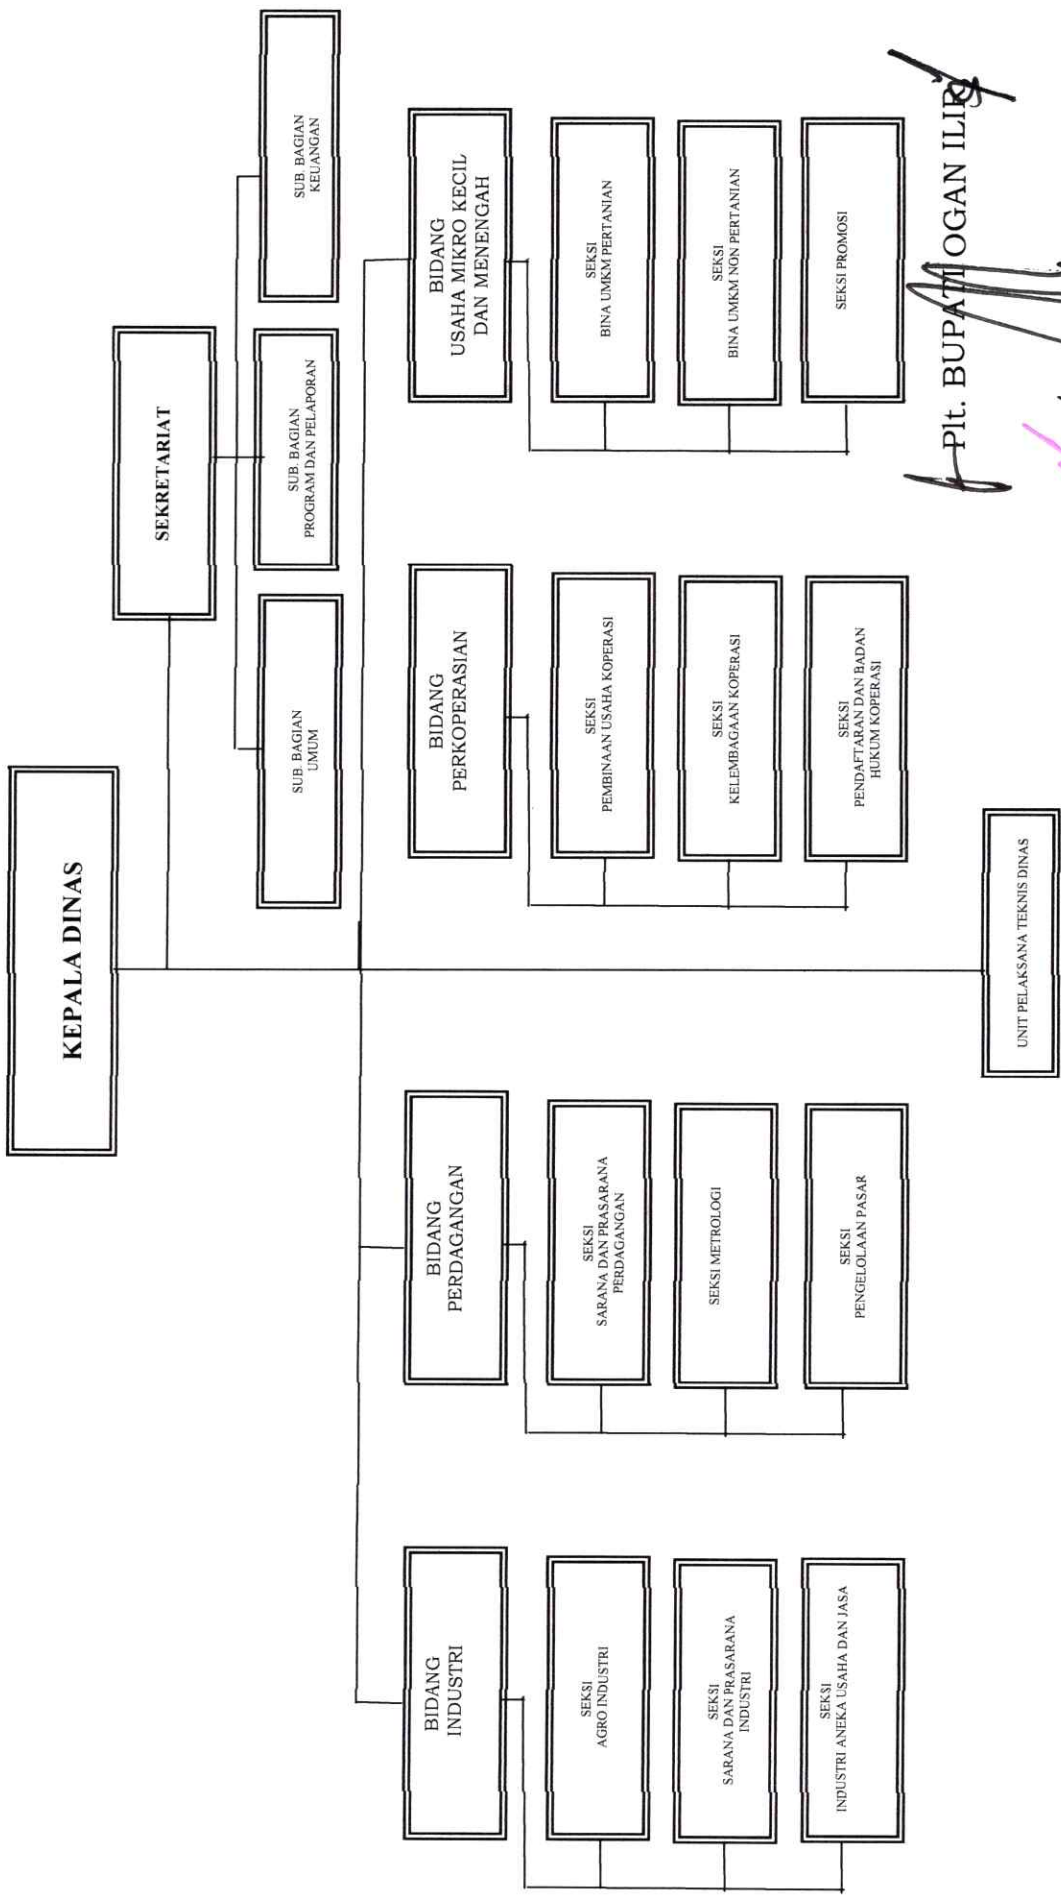 KEPALA DINAS
SEKRETARIAT
SUB. BAGIAN
UMUM
SUB. BAGIAN
PROGRAM DAN PELAPORAN
SUB. BAGIAN
KEUANGAN
BIDANG
INDUSTRI
SEKSI
AGRO INDUSTRI
SEKSI
SARANA DAN PRASARANA
INDUSTRI
SEKSI
INDUSTRI ANEKA USAHA DAN JASA
BIDANG
PERDAGANGAN
SEKSI
SARANA DAN PRASARANA
PERDAGANGAN
SEKSI METROLOGI
SEKSI
PENGELOLAAN PASAR
BIDANG
PERKOPERASIAN
SEKSI
PEMBINAAN USAHA KOPERASI
SEKSI
KELEMBAGAAN KOPERASI
SEKSI
PENDAFTARAN DAN BADAN
HUKUM KOPERASI
BIDANG
USAHA MIKRO KECIL
DAN MENENGAH
SEKSI
BINA UMKM PERTANIAN
SEKSI
BINA UMKM NON PERTANIAN
SEKSI PROMOSI
UNIT PELAKSANA TEKNIS DINAS
Plt. BUPATI OGAN ILIR